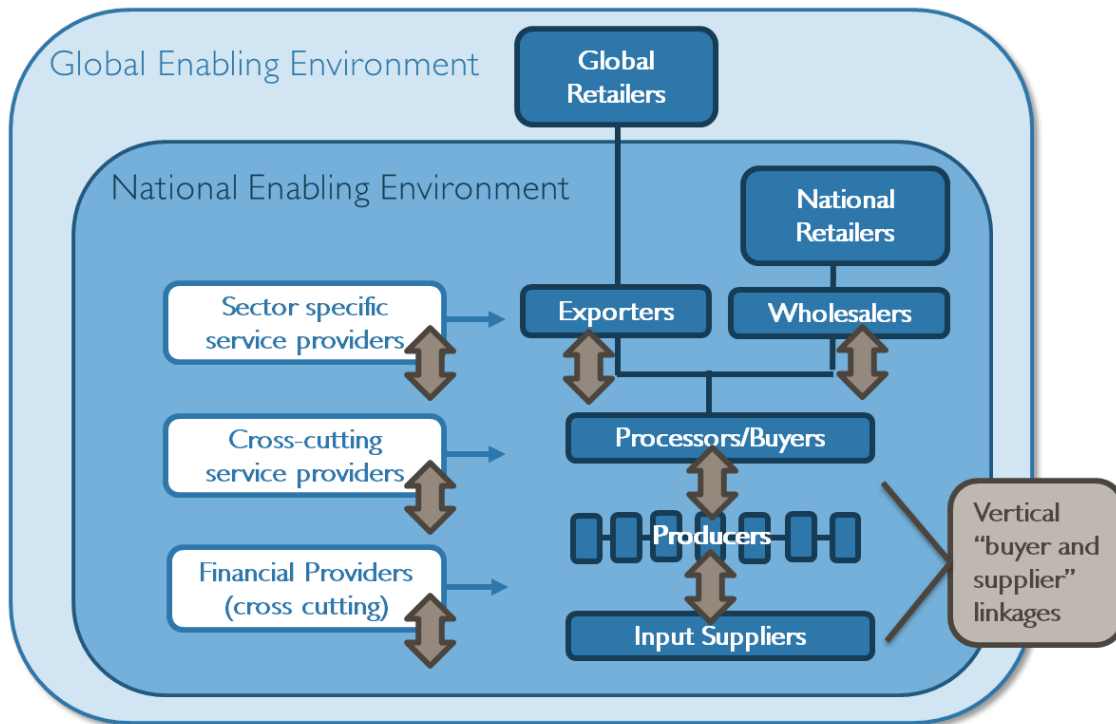 Global Enabling Environment
Global
Retailers
National Enabling Environment
National
Retailers
Sector specific
service providers
Exporters
Wholesalers
Cross-cutting
service providers
Processors/Buyers
Producers
Financial Providers
(cross cutting)
Input Suppliers
Vertical
“buyer and
supplier”
linkages